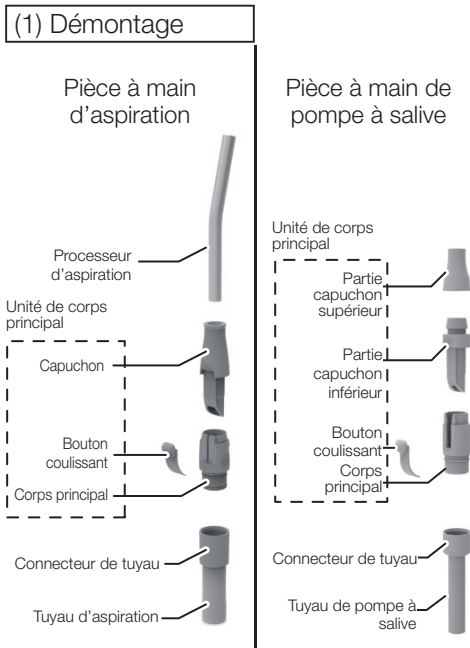 (1) Démontage
Pièce à main
d'aspiration
Processeur
d'aspiration
Unité de corps
principal
Capuchon
Bouton
coulissant
Corps principal
Connecteur de tuyau
Tuyau d'aspiration
Pièce à main de
pompe à salive
Unité de corps
principal
Partie
capuchon
supérieur
Partie
capuchon
inférieur
Bouton
coulissant
Corps
principal
Connecteur de tuyau
Tuyau de pompe à
salive